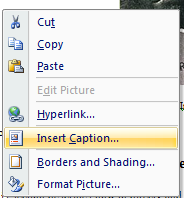 Cut
Copy
Paste
Edit Picture
Hyperlink...
Insert Caption...
Borders and Shading...
Format Picture...